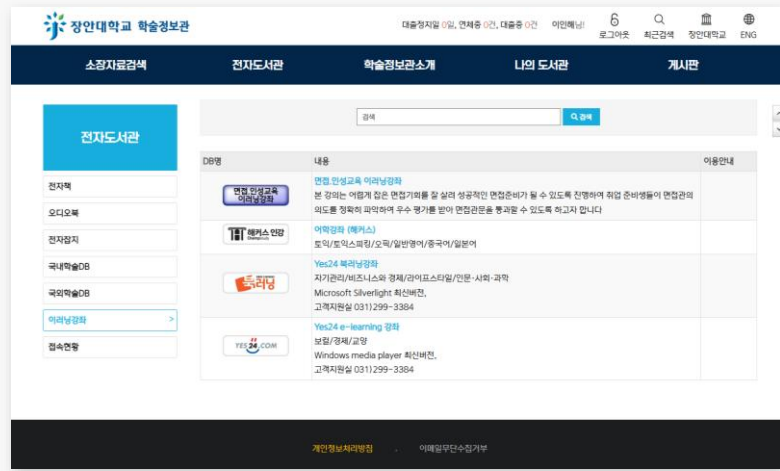 장안대학교 학술정보관
대출정지일 0일, 연체중 0건, 대출중 0건 이인해님!
로그아웃 최근검색 장안대학교 ENG
소장자료검색 전자도서관 학술정보관소개 나의 도서관 게시판
전자도서관
검색 검색
전자책
오디오북
전자잡지
국내학술DB
국외학술DB
이러닝강좌 >
접속현황
DB명 내용 이용안내
면접.인성교육
이러닝강좌
면접.인성교육 이러닝강좌
본 강의는 어렵게 잡은 면접기회를 잘 살려 성공적인 면접준비가 될 수 있도록 진행하여 취업 준비생들이 면접관의
의도를 정확히 파악하여 우수 평가를 받아 면접관문을 통과할 수 있도록 하고자 합니다
해커스 인강
어학강좌 (해커스)
토익/토익스피킹/오픽/일반영어/중국어/일본어
북러닝
Yes24 북러닝강좌
자기관리/비즈니스와 경제/라이프스타일/인문·사회·과학
Microsoft Silverlight 최신버전,
고객지원실 031)299-3384
YES24.COM
Yes24 e-learning 강좌
보컬/경제/교양
Windows media player 최신버전,
고객지원실 031)299-3384
개인정보처리방침 . 이메일무단수집거부